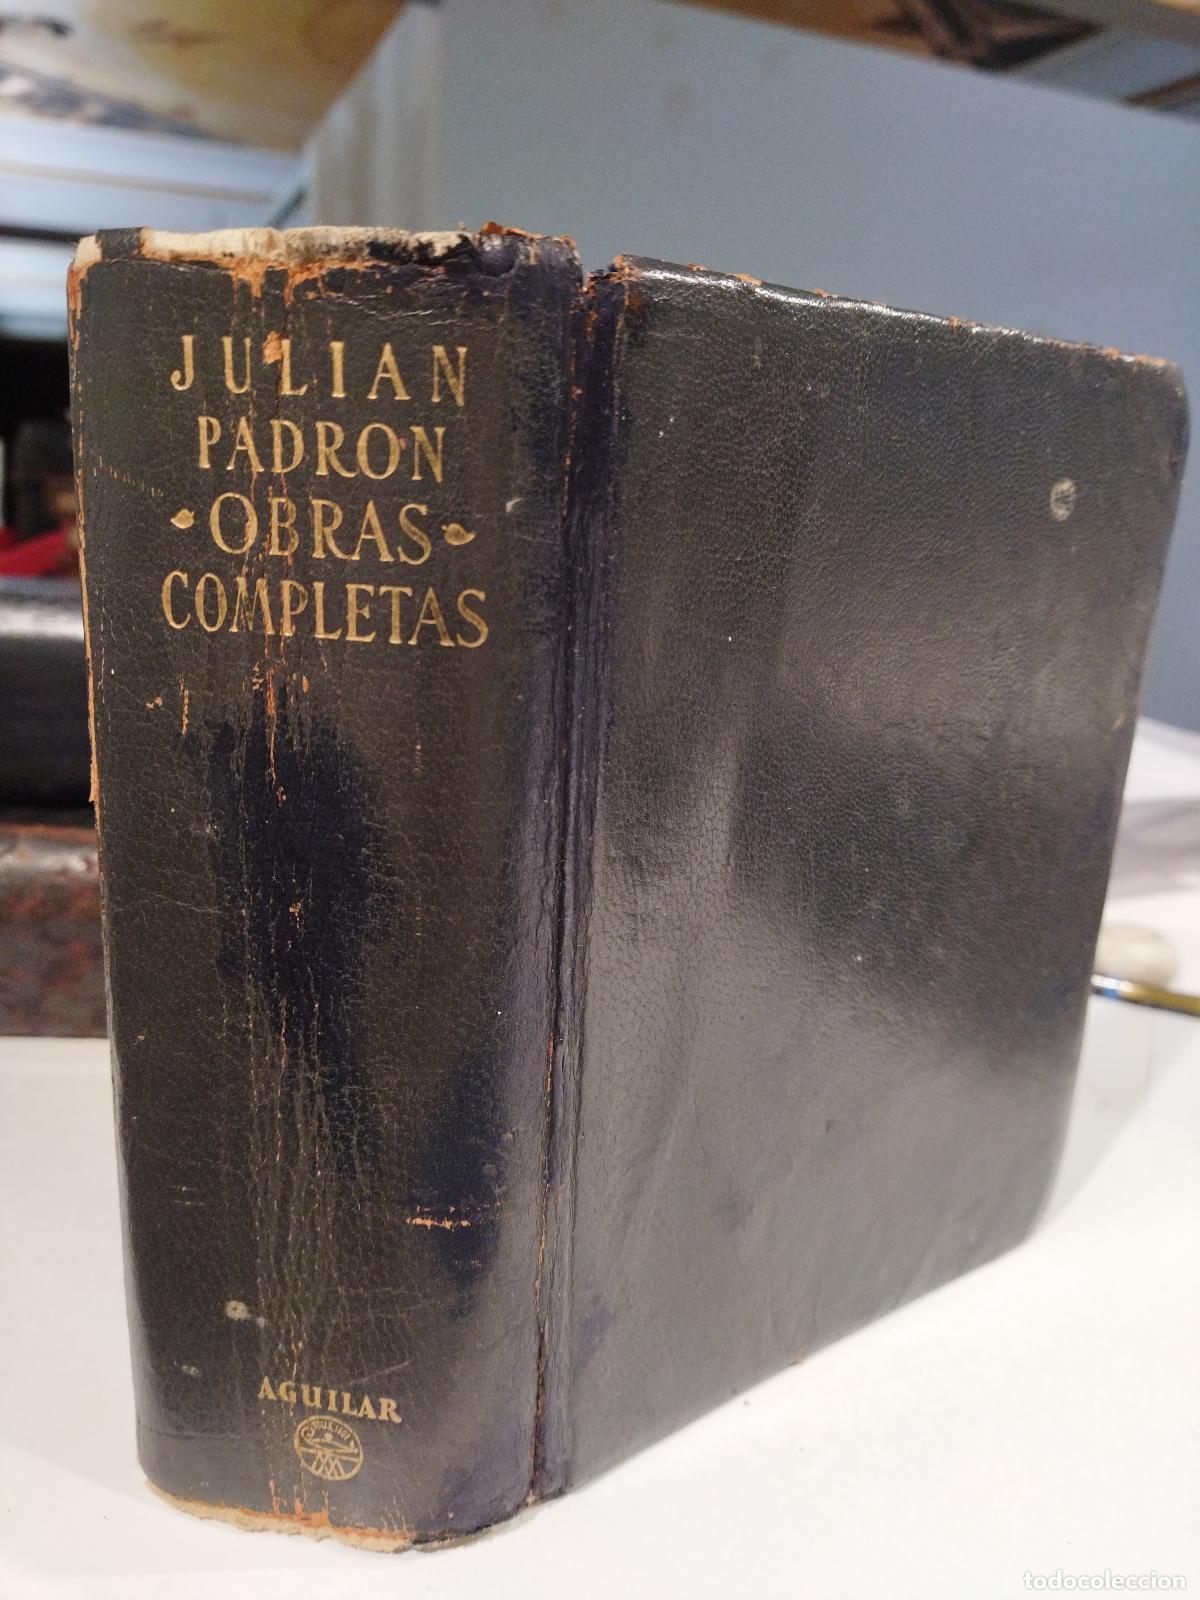 JULIAN
PADRON
OBRAS
COMPLETAS
AGUILAR
todocoleccion